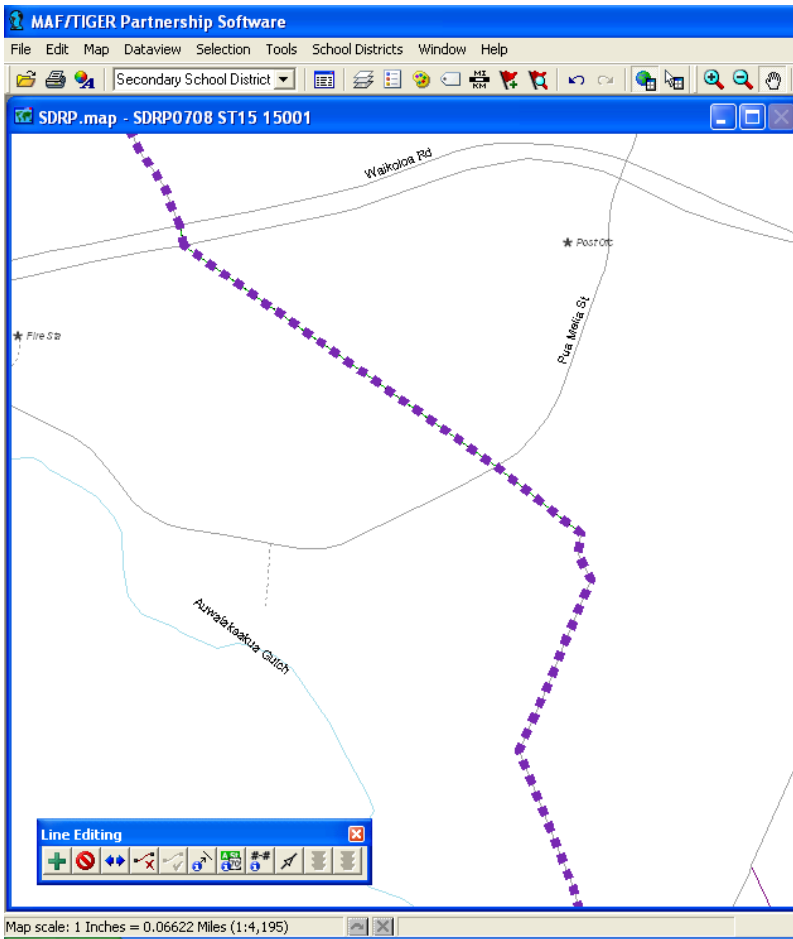 MAF/TIGER Partnership Software
File Edit Map Dataview Selection Tools School Districts Window Help
Secondary School District
MI
KM
SDRP.map - SDRP0708 ST15 15001
Waikoloa Rd
Post Ofc
Fire Sta
Pua Melia St
Auwaiakeakua Gulch
Line Editing
Map scale: 1 Inches = 0.06622 Miles (1:4,195)